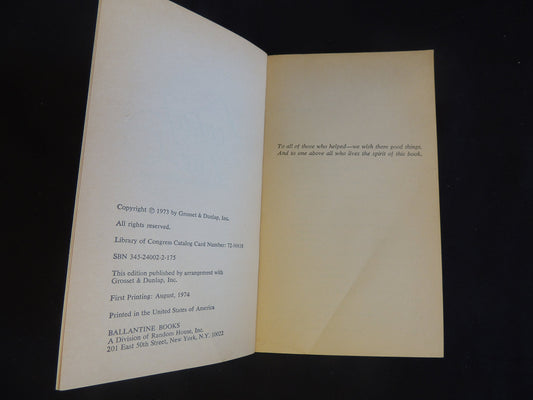 Copyright © 1973 by Grosset & Dunlap, Inc.
All rights reserved.
Library of Congress Catalog Card Number:
SBN 345-24002-2-175
This edition published by arrangement with
Grosset & Dunlap, Inc.
First Printing: August, 1974
Printed in the United States of America
BALLANTINE BOOKS
A Division of Random House, Inc.
201 East 50th Street, New York, N.Y. 10022
To all of those who helped—we wish them good things.
And to one above all who lives the spirit of this book.